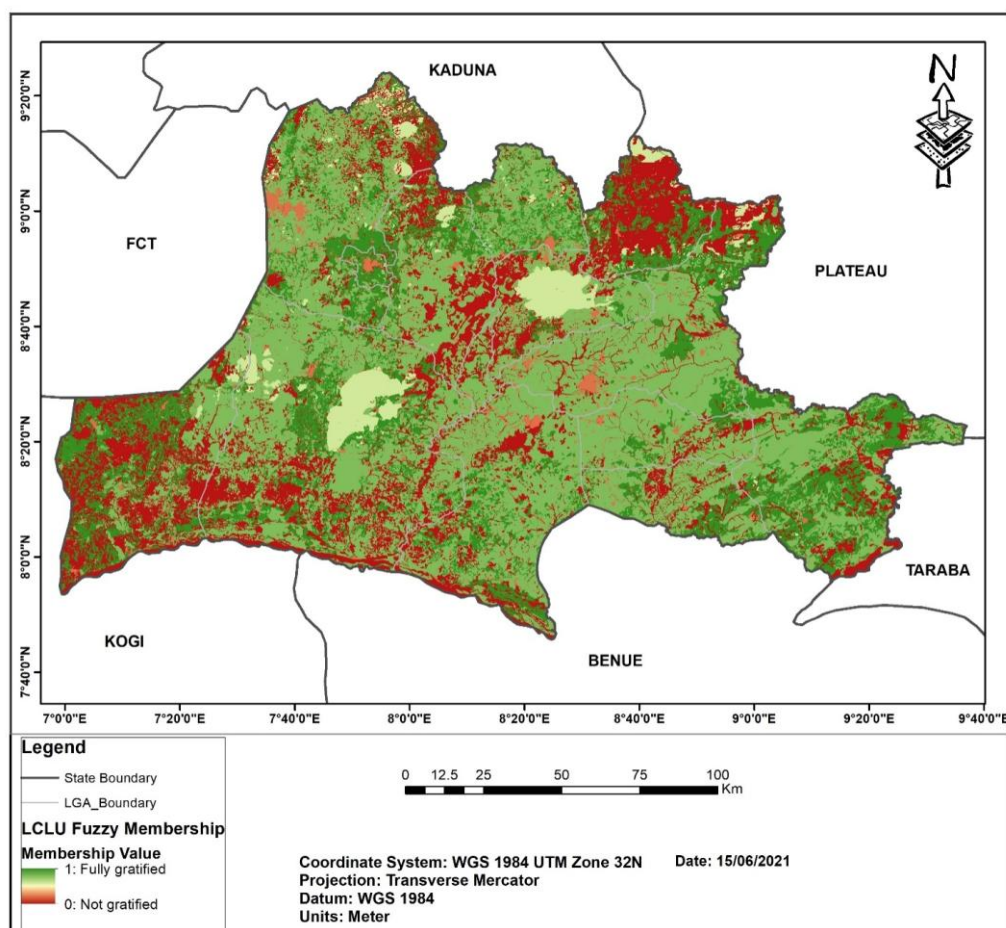 N
KADUNA
FCT
PLATEAU
TARABA
KOGI
BENUE
9°20'0"N
9°0'0"N
8°40'0"N
8°20'0"N
8°0'0"N
7°40'0"N
7°0'0"E
7°20'0"E
7°40'0"E
8°0'0"E
8°20'0"E
8°40'0"E
9°0'0"E
9°20'0"E
9°40'0"E
Legend
State Boundary
LGA_Boundary
LCLU Fuzzy Membership
Membership Value
1: Fully gratified
0: Not gratified
0 12.5 25 50 75 100
Km
Coordinate System: WGS 1984 UTM Zone 32N Date: 15/06/2021
Projection: Transverse Mercator
Datum: WGS 1984
Units: Meter